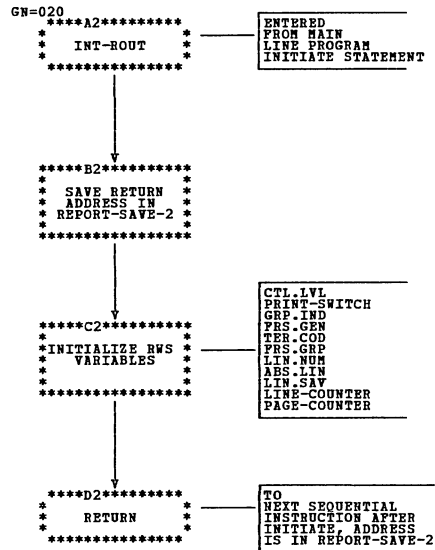 GN=020
*****A2*********
INT-ROUT
ENTERED
FROM MAIN
LINE PROGRAM
INITIATE STATEMENT
*****B2*********
SAVE RETURN
ADDRESS IN
REPORT-SAVE-2
*****C2*********
INITIALIZE RWS
VARIABLES
CTL.LVL
PRINT-SWITCH
GRP.IND
FRS.GEN
TER.COD
FRS.GRP
LIN.NUM
ABS.LIN
LIN.SAV
LINE-COUNTER
PAGE-COUNTER
*****D2*********
RETURN
TO
NEXT SEQUENTIAL
INSTRUCTION AFTER
INITIATE, ADDRESS
IS IN REPORT-SAVE-2